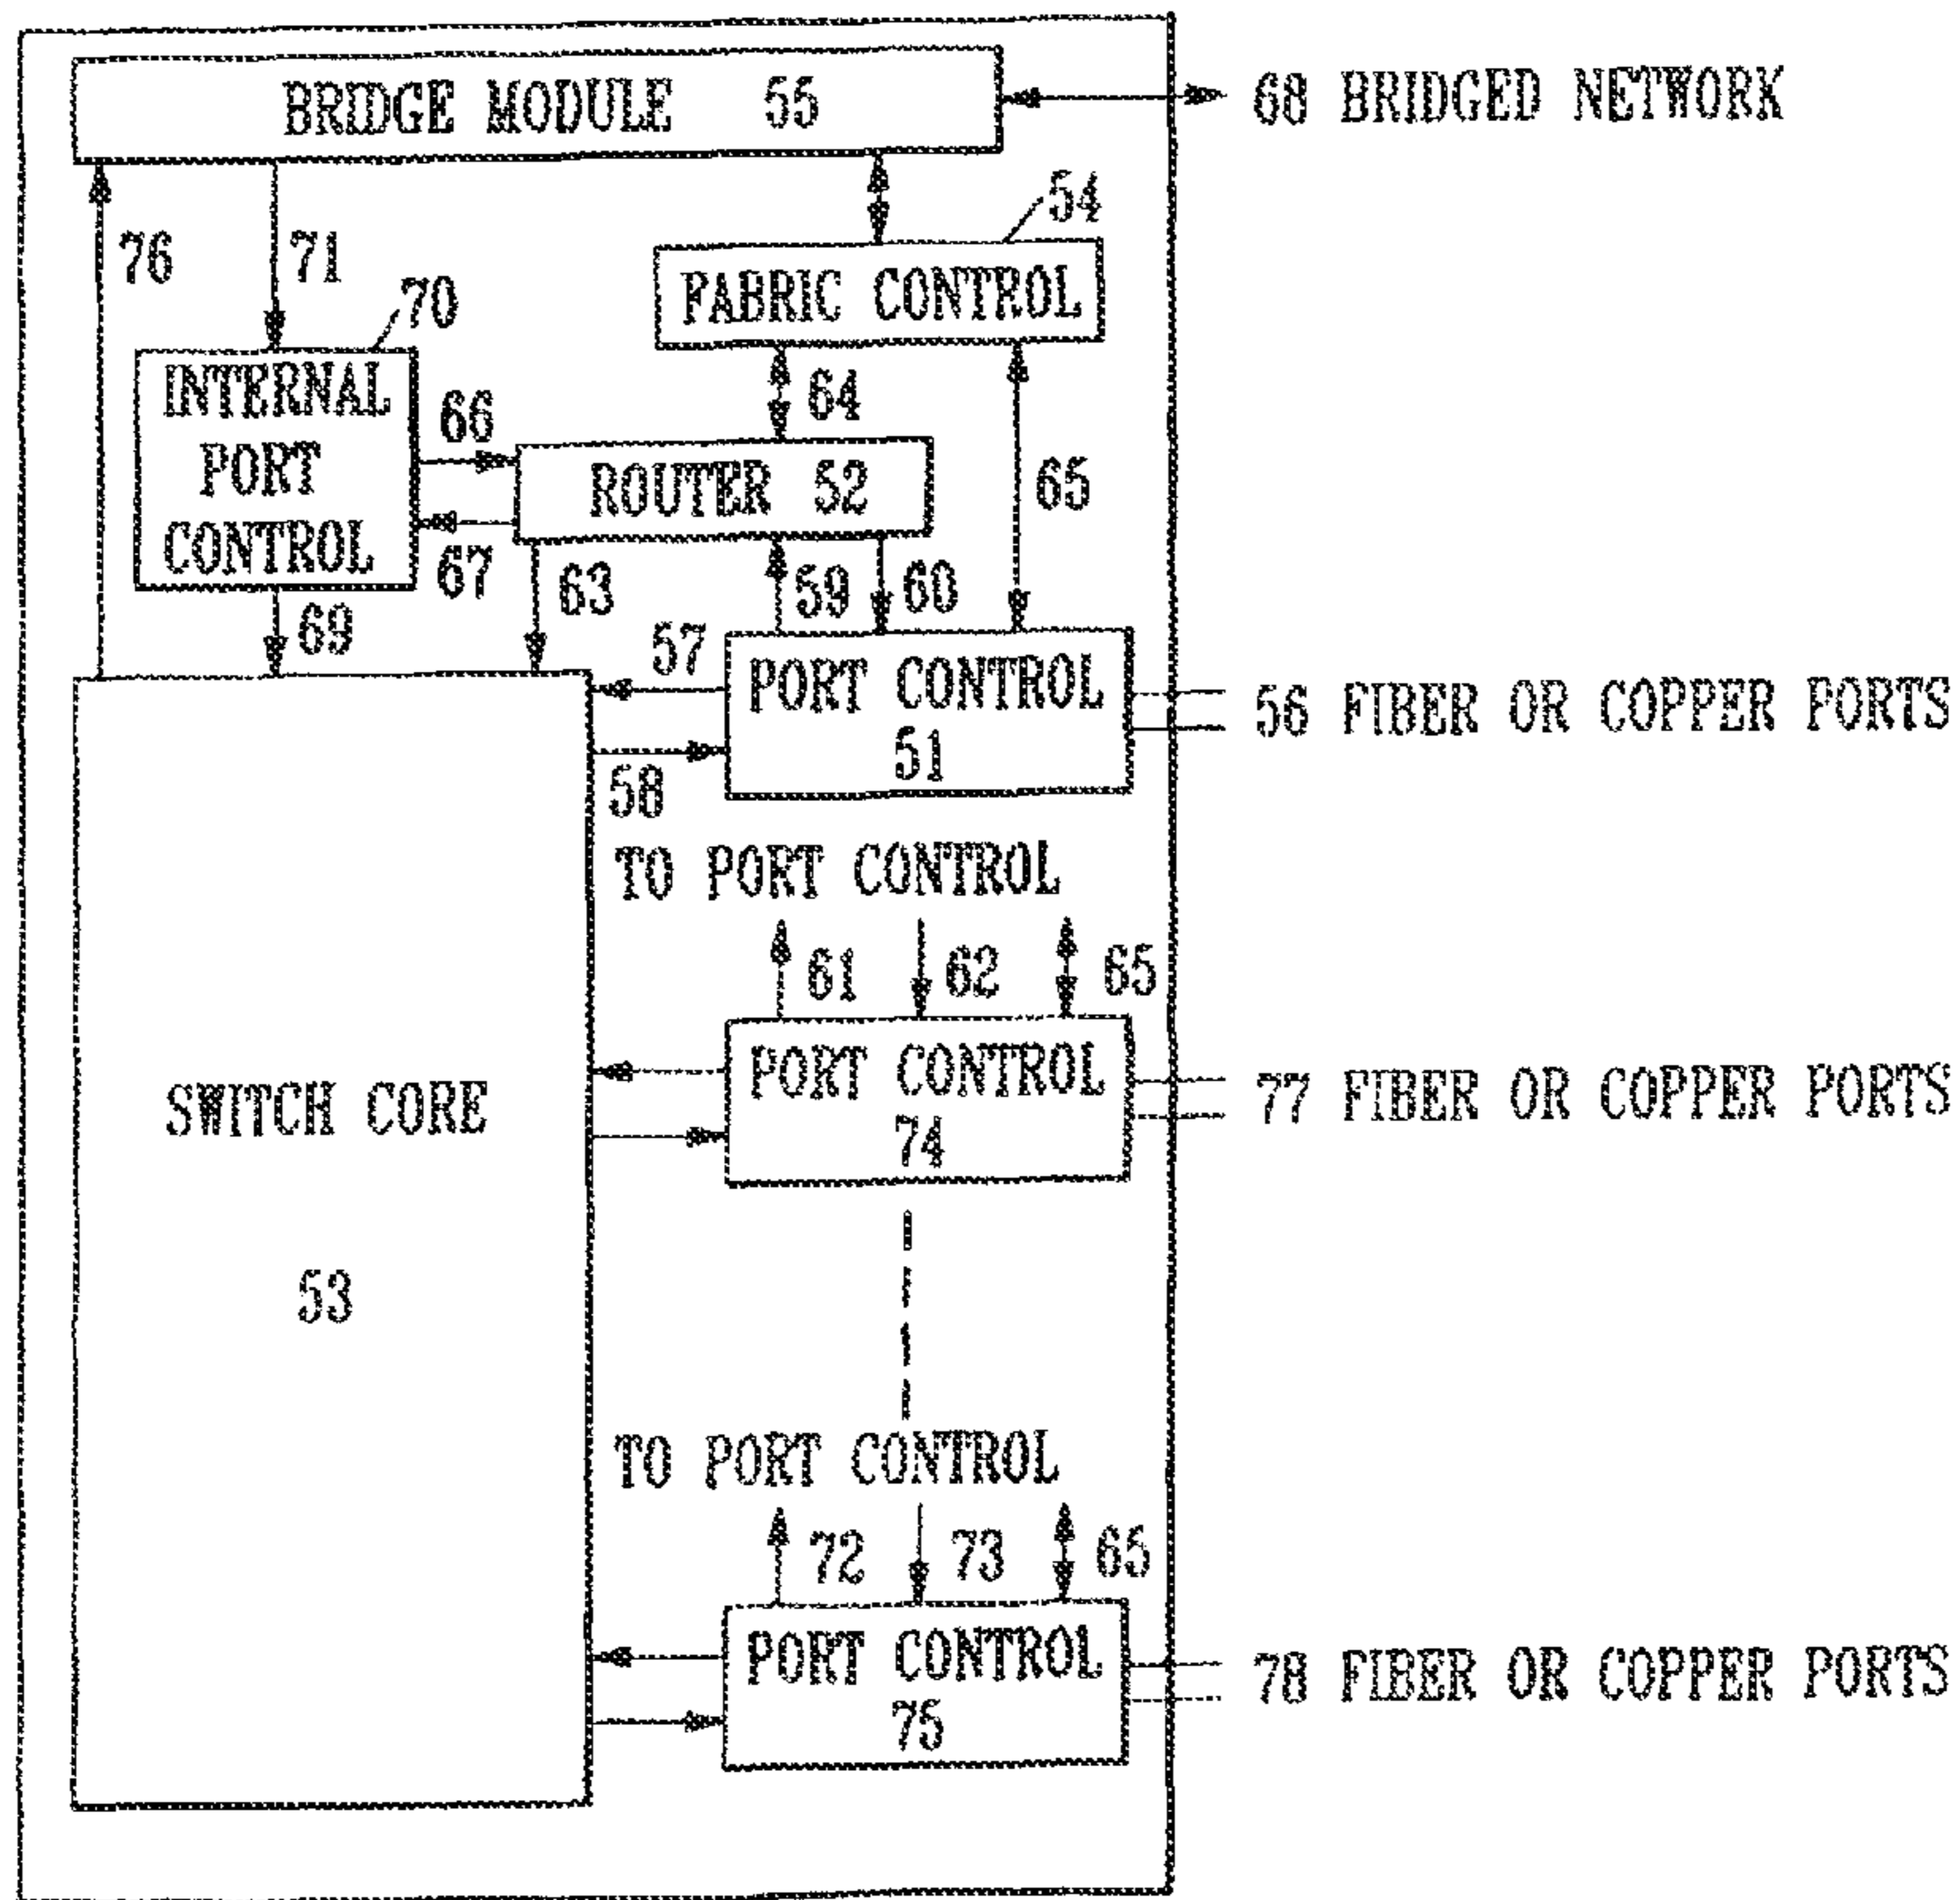 BRIDGE MODULE 55
68 BRIDGED NETWORK
54
76
71
70
FABRIC CONTROL
INTERNAL
PORT
CONTROL
66
64
65
ROUTER 52
67
63
59
60
69
57
PORT CONTROL
51
56 FIBER OR COPPER PORTS
58
TO PORT CONTROL
61
62
65
PORT CONTROL
74
77 FIBER OR COPPER PORTS
SWITCH CORE
53
TO PORT CONTROL
72
73
65
PORT CONTROL
75
78 FIBER OR COPPER PORTS